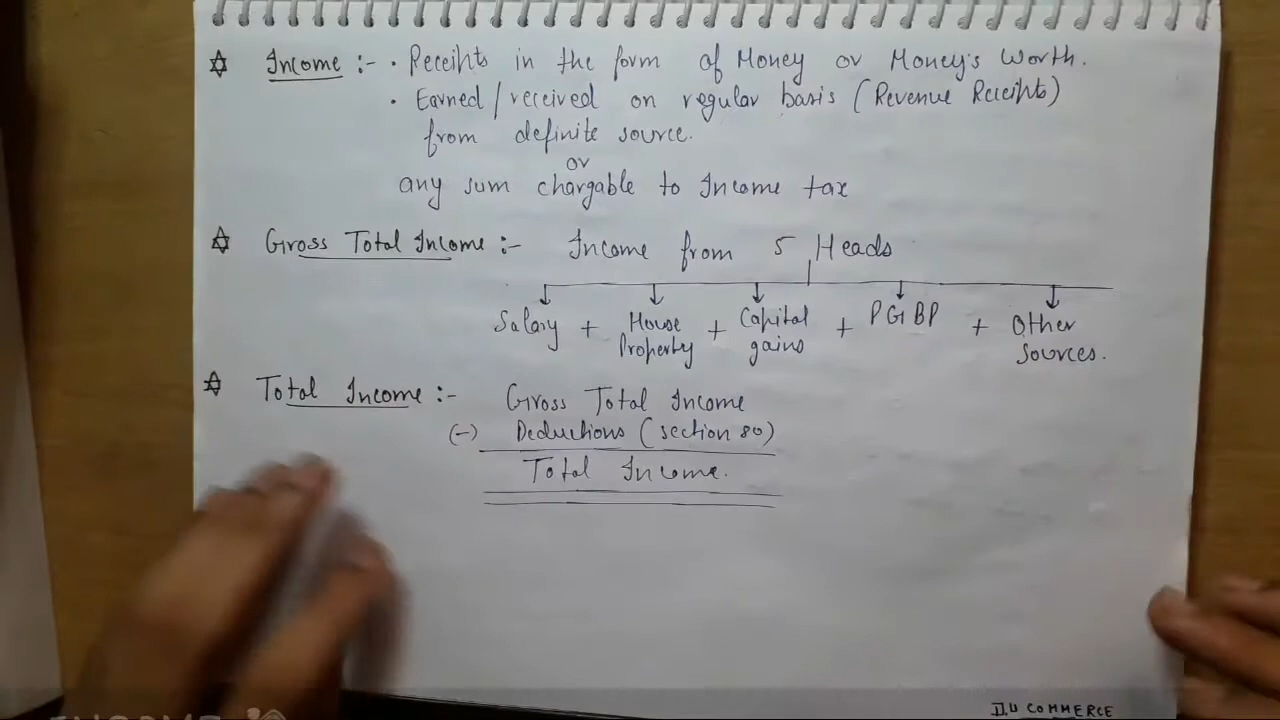 Income :- . Receipts in the form of Money or Money's Worth.
. Earned / received on regular basis (Revenue Receipts)
from definite source.
or
any sum chargable to Income tax
Gross Total Income :- Income from 5 Heads
Salary + House Property + Capital gains + PGBP + Other Sources.
Total Income :- Gross Total Income
(-) Deductions (section 80)
Total Income.
D.U COMMERCE